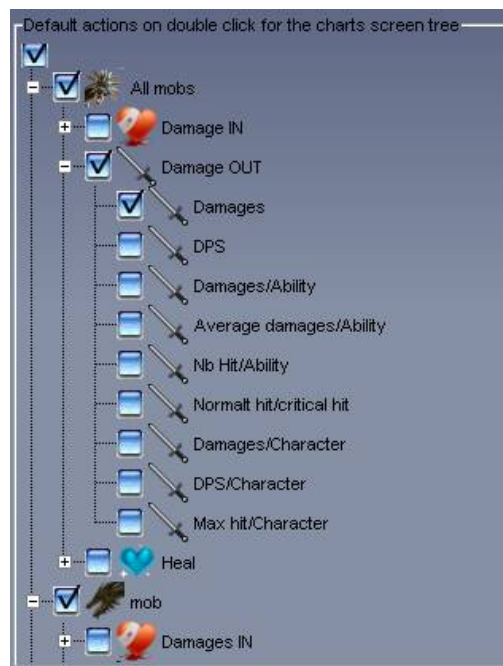 Default actions on double click for the charts screen tree
All mobs
Damage IN
Damage OUT
Damages
DPS
Damages/Ability
Average damages/Ability
Nb Hit/Ability
Normalt hit/critical hit
Damages/Character
DPS/Character
Max hit/Character
Heal
mob
Damages IN